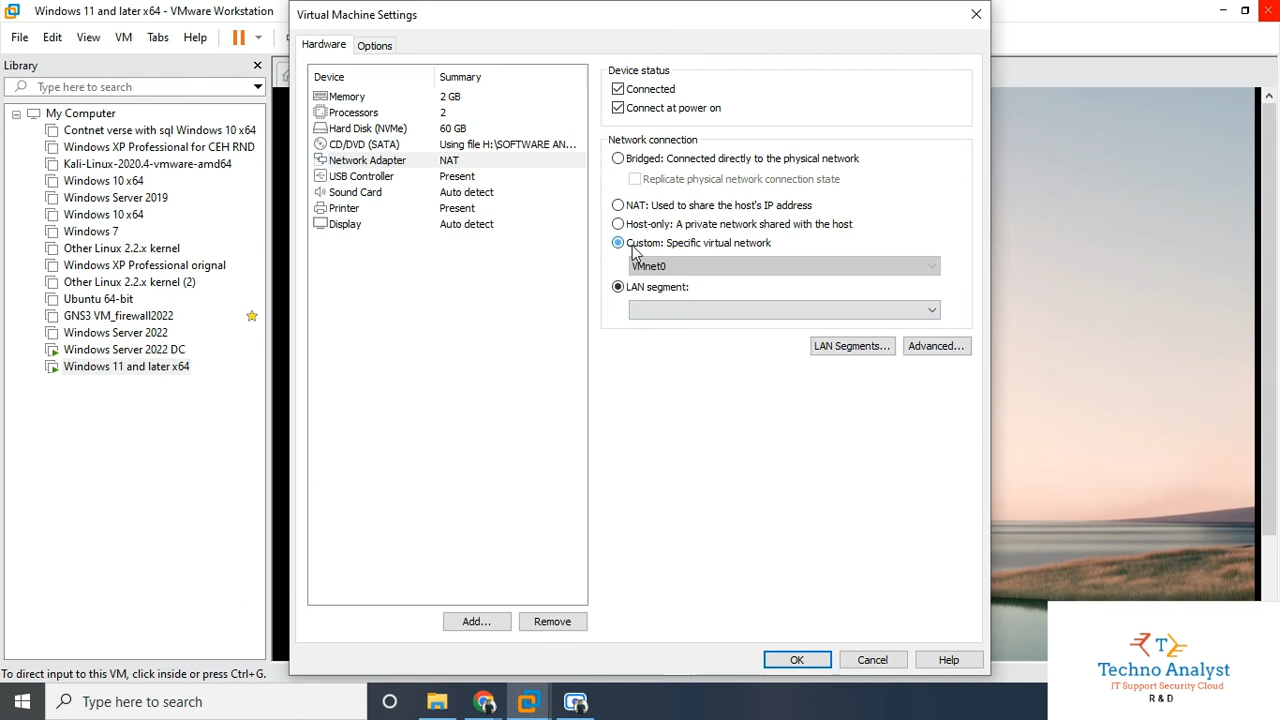 Windows 11 and later x64 - VMware Workstation
File Edit View VM Tabs Help
Library
Type here to search
My Computer
Contnet verse with sql Windows 10 x64
Windows XP Professional for CEH RND
Kali-Linux-2020.4-vmware-amd64
Windows 10 x64
Windows Server 2019
Windows 10 x64
Windows 7
Other Linux 2.2.x kernel
Windows XP Professional orignal
Other Linux 2.2.x kernel (2)
Ubuntu 64-bit
GNS3 VM_firewall2022
Windows Server 2022
Windows Server 2022 DC
Windows 11 and later x64
To direct input to this VM, click inside or press Ctrl+G.
Virtual Machine Settings
Hardware Options
Device Summary
Memory 2 GB
Processors 2
Hard Disk (NVMe) 60 GB
CD/DVD (SATA) Using file H:\SOFTWARE AN...
Network Adapter NAT
USB Controller Present
Sound Card Auto detect
Printer Present
Display Auto detect
Add... Remove
Device status
Connected
Connect at power on
Network connection
Bridged: Connected directly to the physical network
Replicate physical network connection state
NAT: Used to share the host's IP address
Host-only: A private network shared with the host
Custom: Specific virtual network
VMnet0
LAN segment:
LAN Segments... Advanced...
OK Cancel Help
Type here to search
T
Techno Analyst
IT Support Security Cloud
R & D